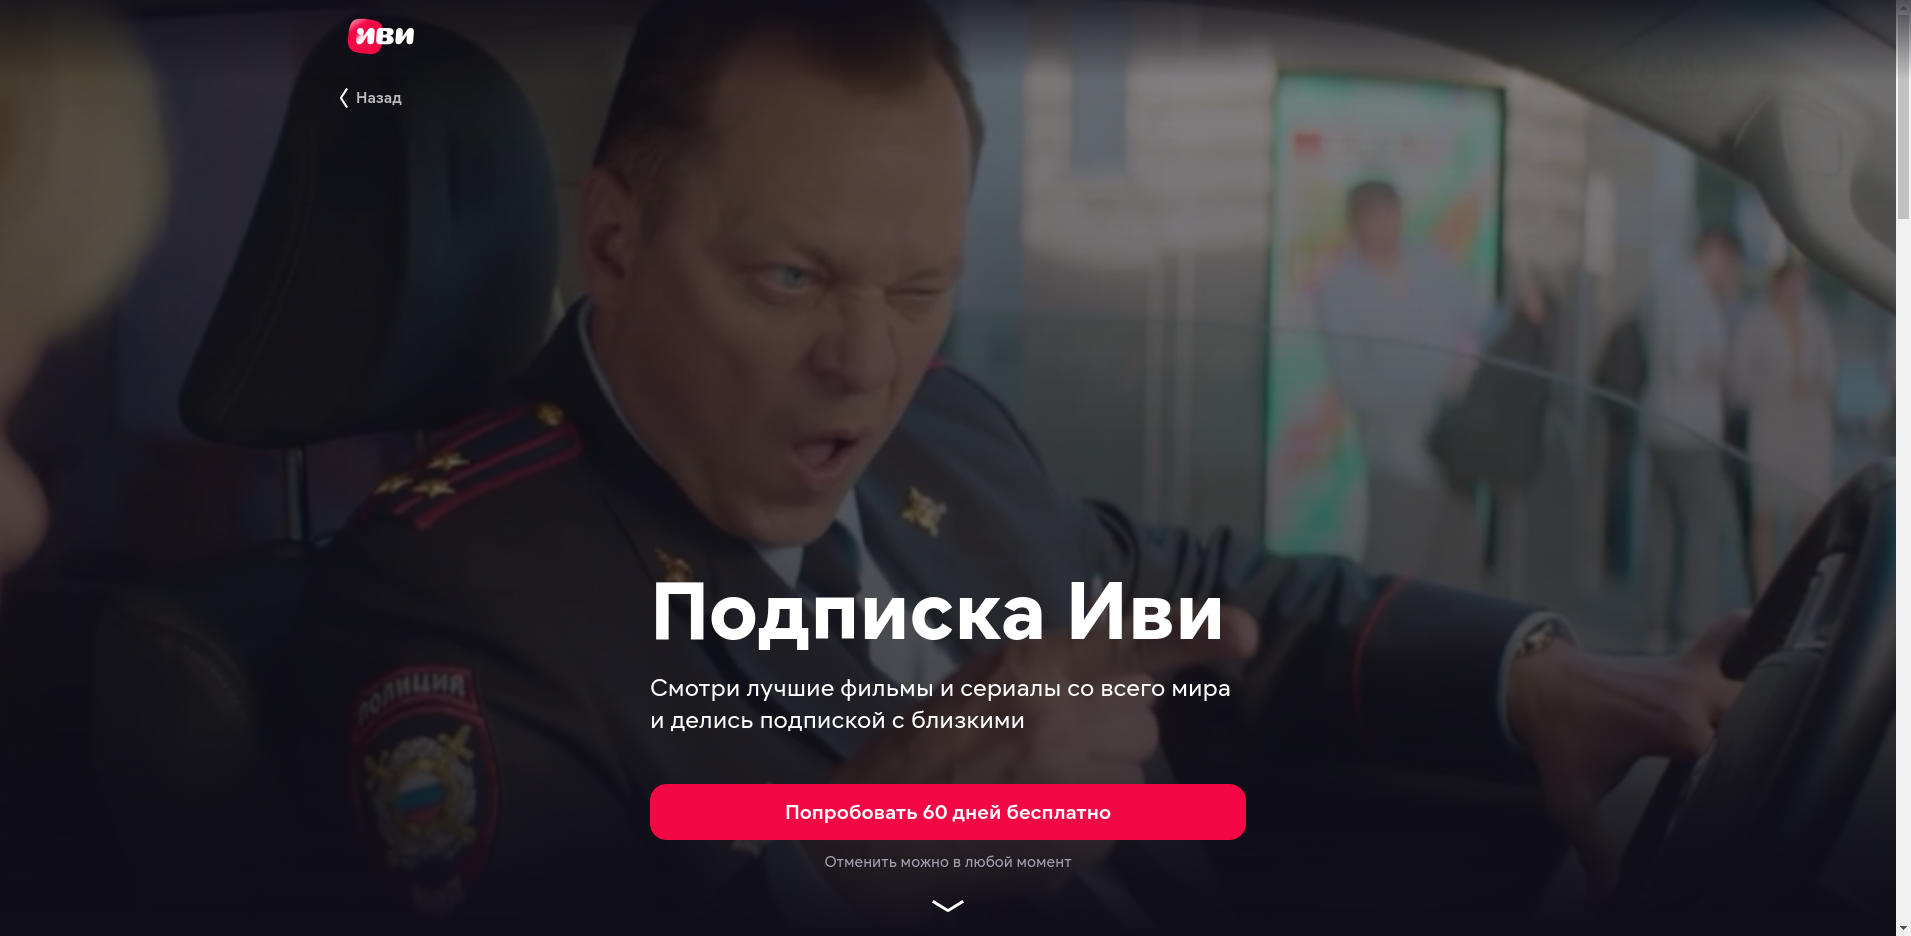 иви
Назад
ПОЛИЦИЯ
Подписка Иви
Смотри лучшие фильмы и сериалы со всего мира
и делись подпиской с близкими
Попробовать 60 дней бесплатно
Отменить можно в любой момент